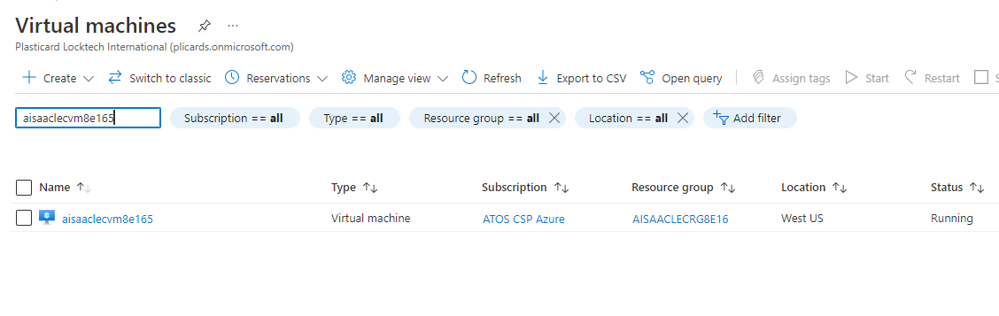 Virtual machines ...
Plasticard Locktech International (plicards.onmicrosoft.com)
Create Switch to classic Reservations Manage view Refresh Export to CSV Open query Assign tags Start Restart S
aisaaclecvm8e165 Subscription == all Type == all Resource group == all Location == all Add filter
Name Type Subscription Resource group Location Status
aisaaclecvm8e165 Virtual machine ATOS CSP Azure AISAACLECRG8E16 West US Running